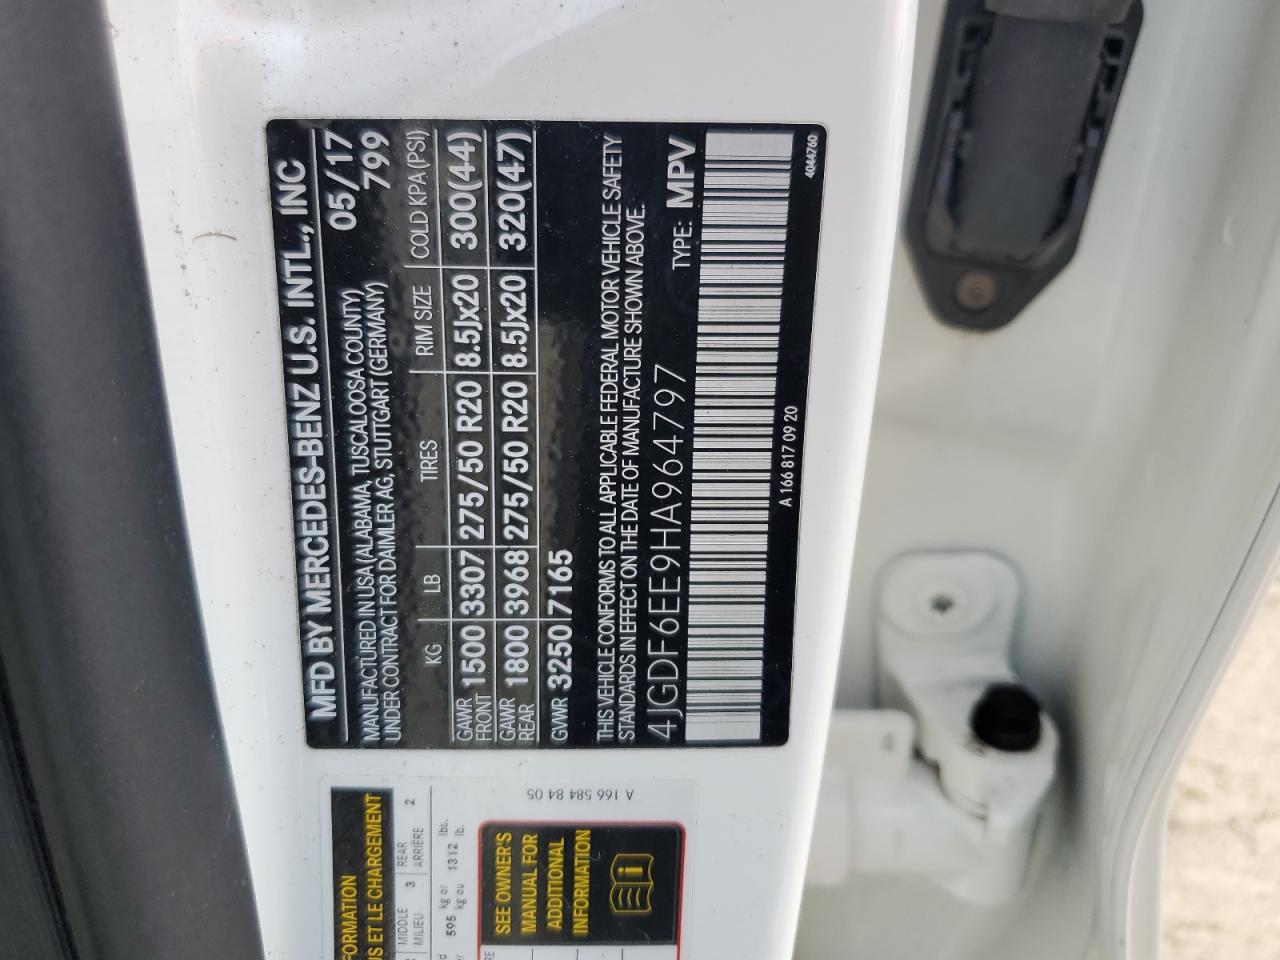 MFD BY MERCEDES-BENZ U.S. INTL., INC
MANUFACTURED IN USA (ALABAMA, TUSCALOOSA COUNTY) 05/17
UNDER CONTRACT FOR DAIMLER AG, STUTTGART (GERMANY) 799
KG LB TIRES RIM SIZE COLD KPA (PSI)
GAWR FRONT 1500 3307 275/50 R20 8.5Jx20 300(44)
GAWR REAR 1800 3968 275/50 R20 8.5Jx20 320(47)
GVWR 3250 7165
THIS VEHICLE CONFORMS TO ALL APPLICABLE FEDERAL MOTOR VEHICLE SAFETY
STANDARDS IN EFFECT ON THE DATE OF MANUFACTURE SHOWN ABOVE.
4JGDF6EE9HA964797 TYPE: MPV
A 166 817 09 20 4044760
FORMATION
US ET LE CHARGEMENT
MIDDLE 3 REAR 2
MILIEU ARRIÈRE
595 kg or lbs.
kg ou 1312 lb.
SEE OWNER'S
MANUAL FOR
ADDITIONAL
INFORMATION
A 166 584 84 05